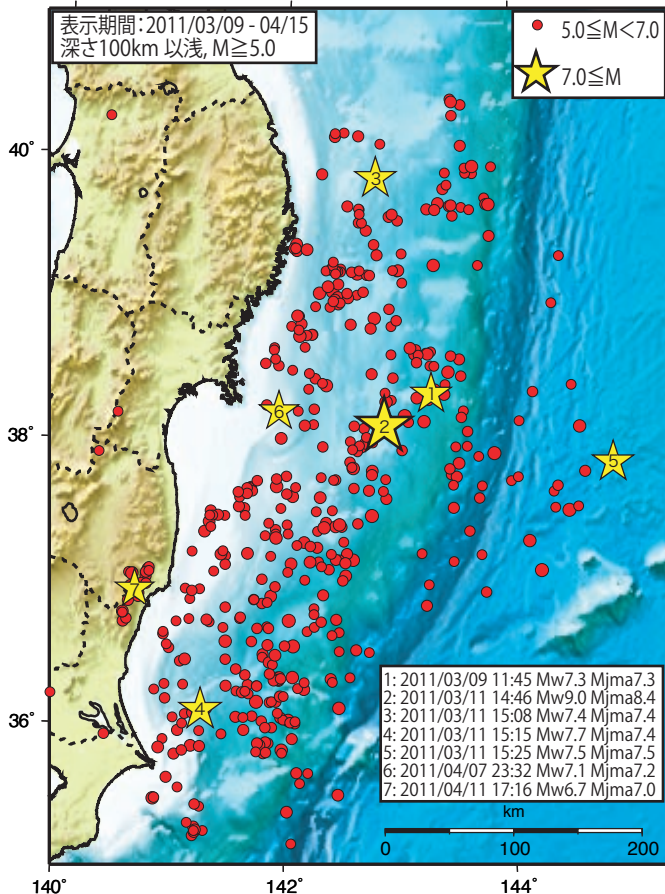 表示期間：2011/03/09 - 04/15
深さ100km 以浅, M≧5.0
5.0≦M<7.0
7.0≦M
40˚
38˚
36˚
3
1
6
2
5
7
4
1: 2011/03/09 11:45 Mw7.3 Mjma7.3
2: 2011/03/11 14:46 Mw9.0 Mjma8.4
3: 2011/03/11 15:08 Mw7.4 Mjma7.4
4: 2011/03/11 15:15 Mw7.7 Mjma7.4
5: 2011/03/11 15:25 Mw7.5 Mjma7.5
6: 2011/04/07 23:32 Mw7.1 Mjma7.2
7: 2011/04/11 17:16 Mw6.7 Mjma7.0
km
0 100 200
140˚ 142˚ 144˚